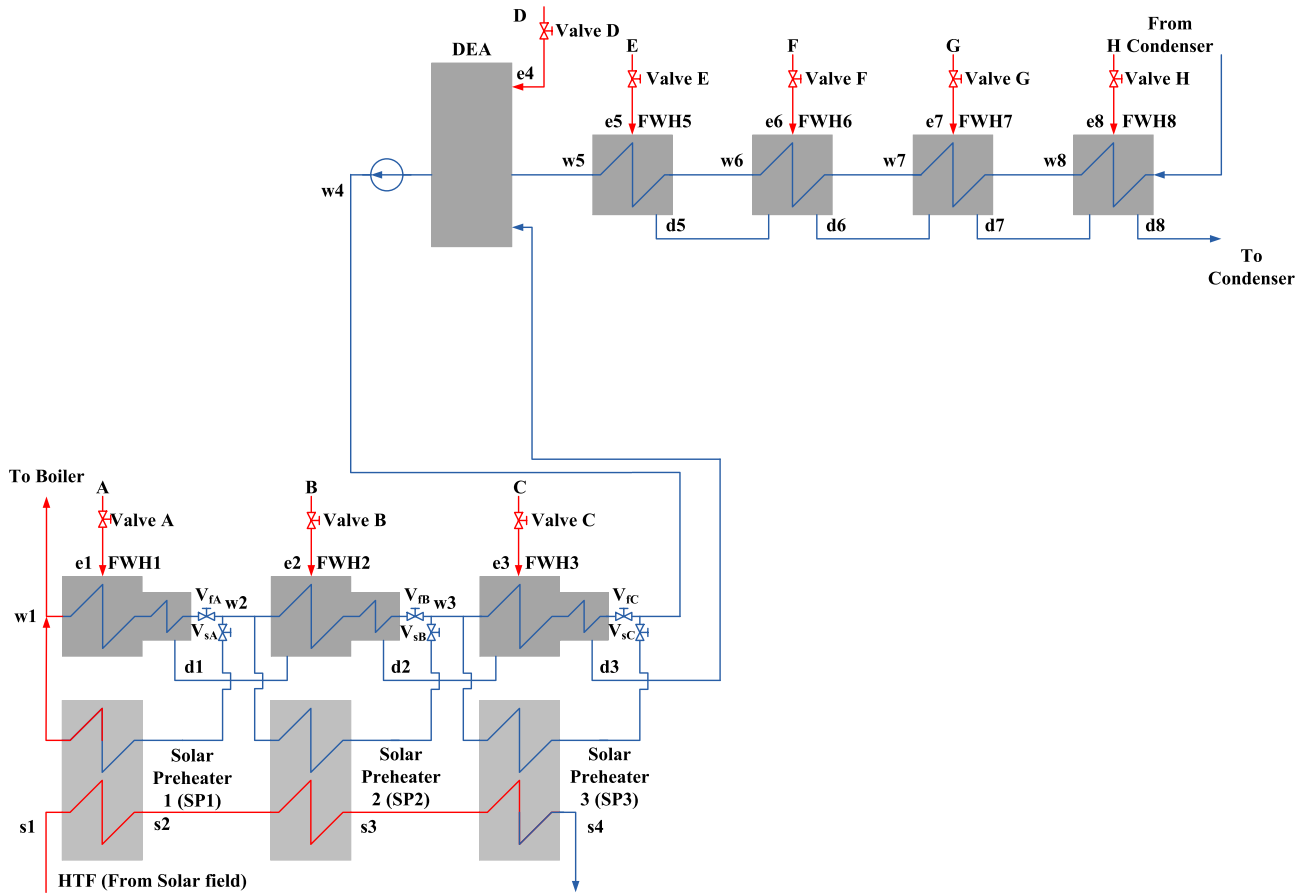 D
Valve D
DEA
e4
E
F
G
H
From
Condenser
Valve E
Valve F
Valve G
Valve H
e5
FWH5
e6
FWH6
e7
FWH7
e8
FWH8
w4
w5
w6
w7
w8
d5
d6
d7
d8
To
Condenser
To Boiler
A
B
C
Valve A
Valve B
Valve C
e1
FWH1
e2
FWH2
e3
FWH3
w1
VfA
w2
VfB
w3
VfC
VsA
VsB
VsC
d1
d2
d3
Solar
Preheater
1 (SP1)
Solar
Preheater
2 (SP2)
Solar
Preheater
3 (SP3)
s1
s2
s3
s4
HTF (From Solar field)